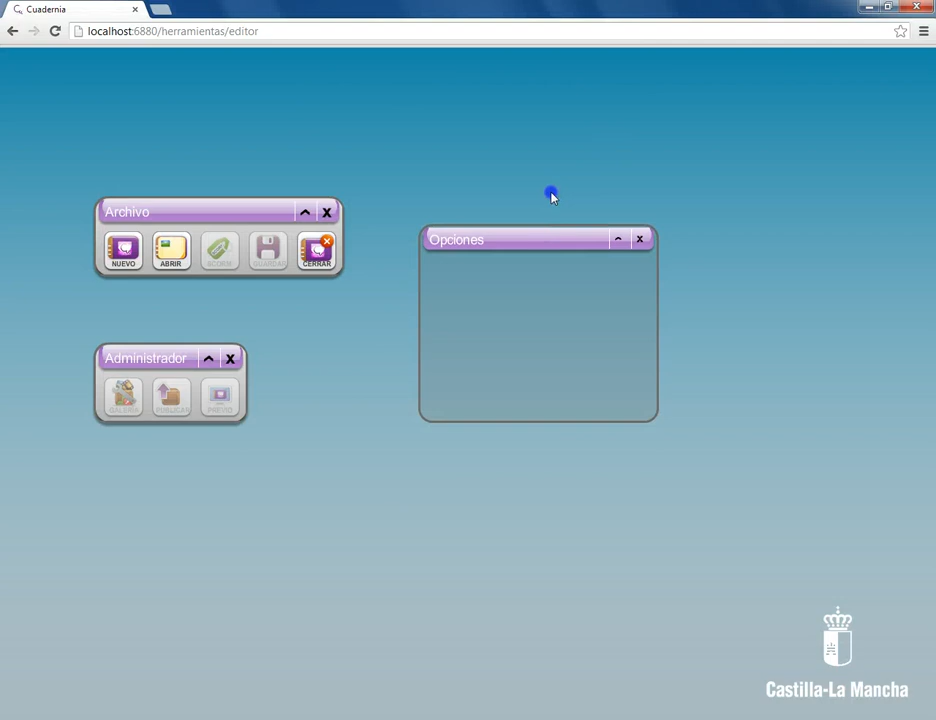 Cuadernia
localhost:6880/herramientas/editor
Archivo
NUEVO
ABRIR
SCORM
GUARDAR
CERRAR
Opciones
Administrador
GALERIA
PUBLICAR
PREVIO
Castilla-La Mancha